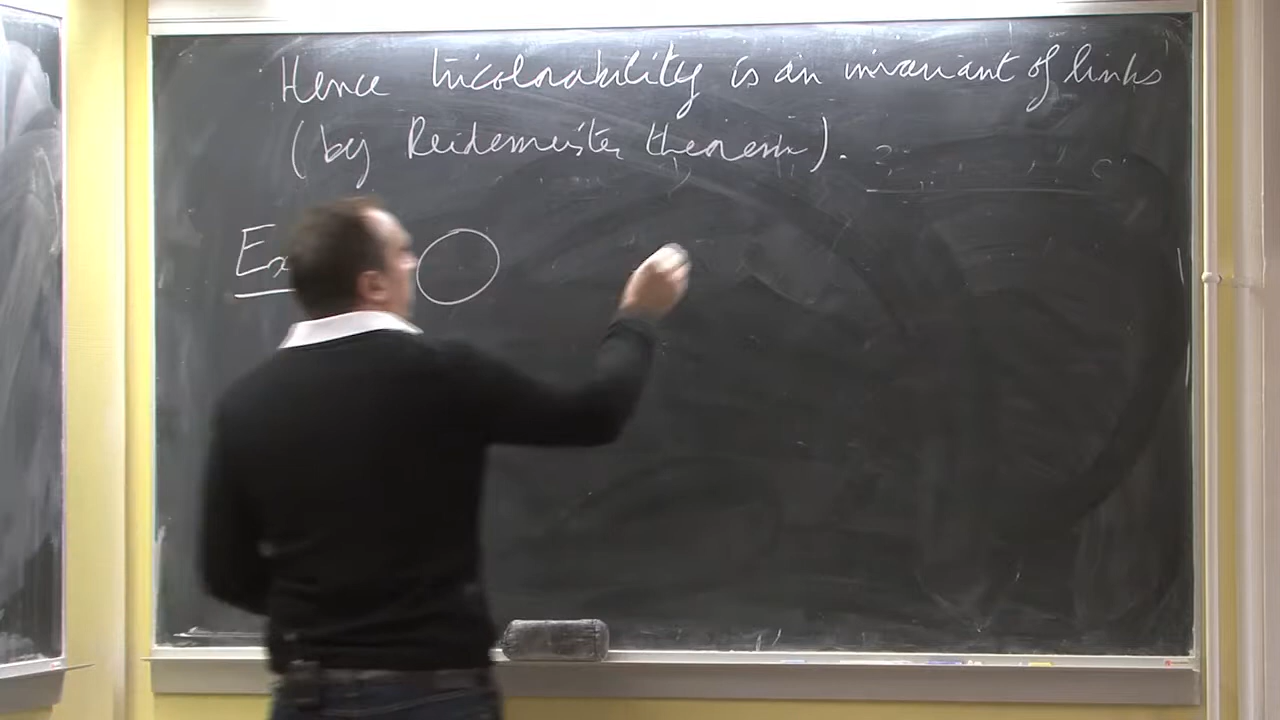 Hence tricolorability is an invariant of links
(by Reidemeister theorem).
Ex